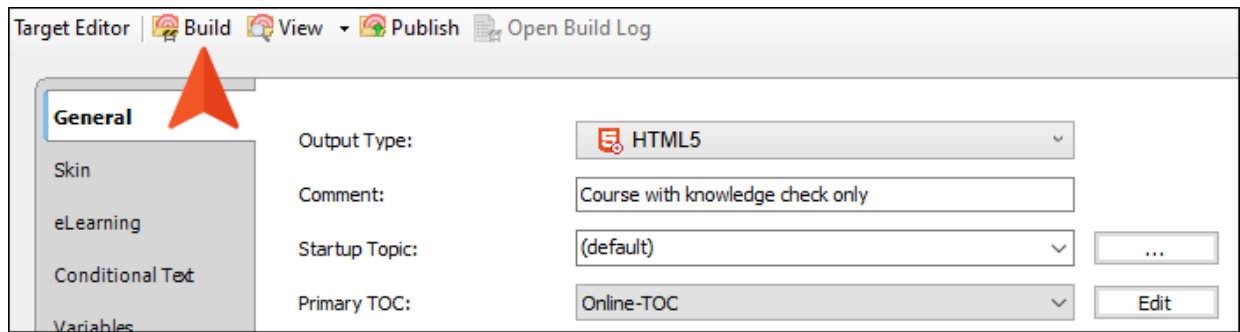 Target Editor Build View Publish Open Build Log
General
Skin
eLearning
Conditional Text
Variables
Output Type: HTML5
Comment: Course with knowledge check only
Startup Topic: (default) ...
Primary TOC: Online-TOC Edit